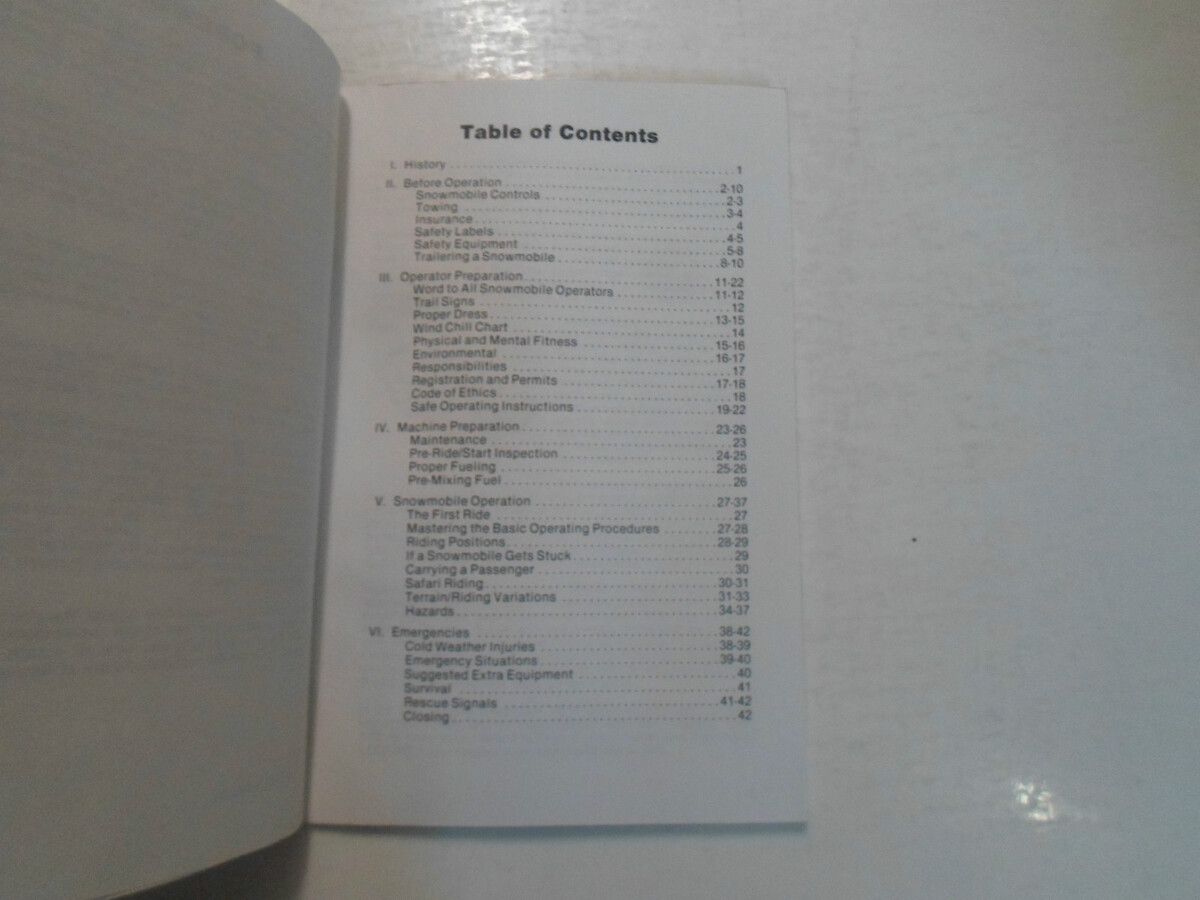 Table of Contents
I. History 1
II. Before Operation 2-10
Snowmobile Controls 2-3
Towing 3-4
Insurance 4
Safety Labels 4-5
Safety Equipment 5-8
Trailering a Snowmobile 8-10
III. Operator Preparation 11-22
Word to All Snowmobile Operators 11-12
Trail Signs 12
Proper Dress 13-15
Wind Chill Chart 14
Physical and Mental Fitness 15-16
Environmental 16-17
Responsibilities 17
Registration and Permits 17-18
Code of Ethics 18
Safe Operating Instructions 19-22
IV. Machine Preparation 23-26
Maintenance 23
Pre-Ride/Start Inspection 24-25
Proper Fueling 25-26
Pre-Mixing Fuel 26
V. Snowmobile Operation 27-37
The First Ride 27
Mastering the Basic Operating Procedures 27-28
Riding Positions 28-29
If a Snowmobile Gets Stuck 29
Carrying a Passenger 30
Safari Riding 30-31
Terrain/Riding Variations 31-33
Hazards 34-37
VI. Emergencies 38-42
Cold Weather Injuries 38-39
Emergency Situations 39-40
Suggested Extra Equipment 40
Survival 41
Rescue Signals 41-42
Closing 42